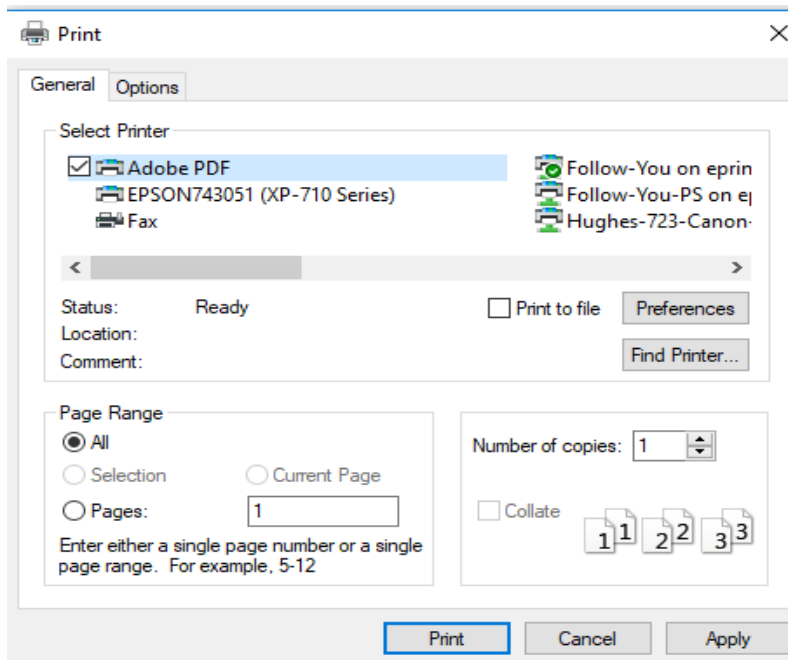 Print
General Options
Select Printer
Adobe PDF
EPSON743051 (XP-710 Series)
Fax
Follow-You on eprin
Follow-You-PS on ep
Hughes-723-Canon-
Status: Ready
Print to file
Preferences
Location:
Comment:
Find Printer...
Page Range
All
Selection
Current Page
Pages: 1
Enter either a single page number or a single
page range. For example, 5-12
Number of copies: 1
Collate
1 1 2 2 3 3
Print
Cancel
Apply